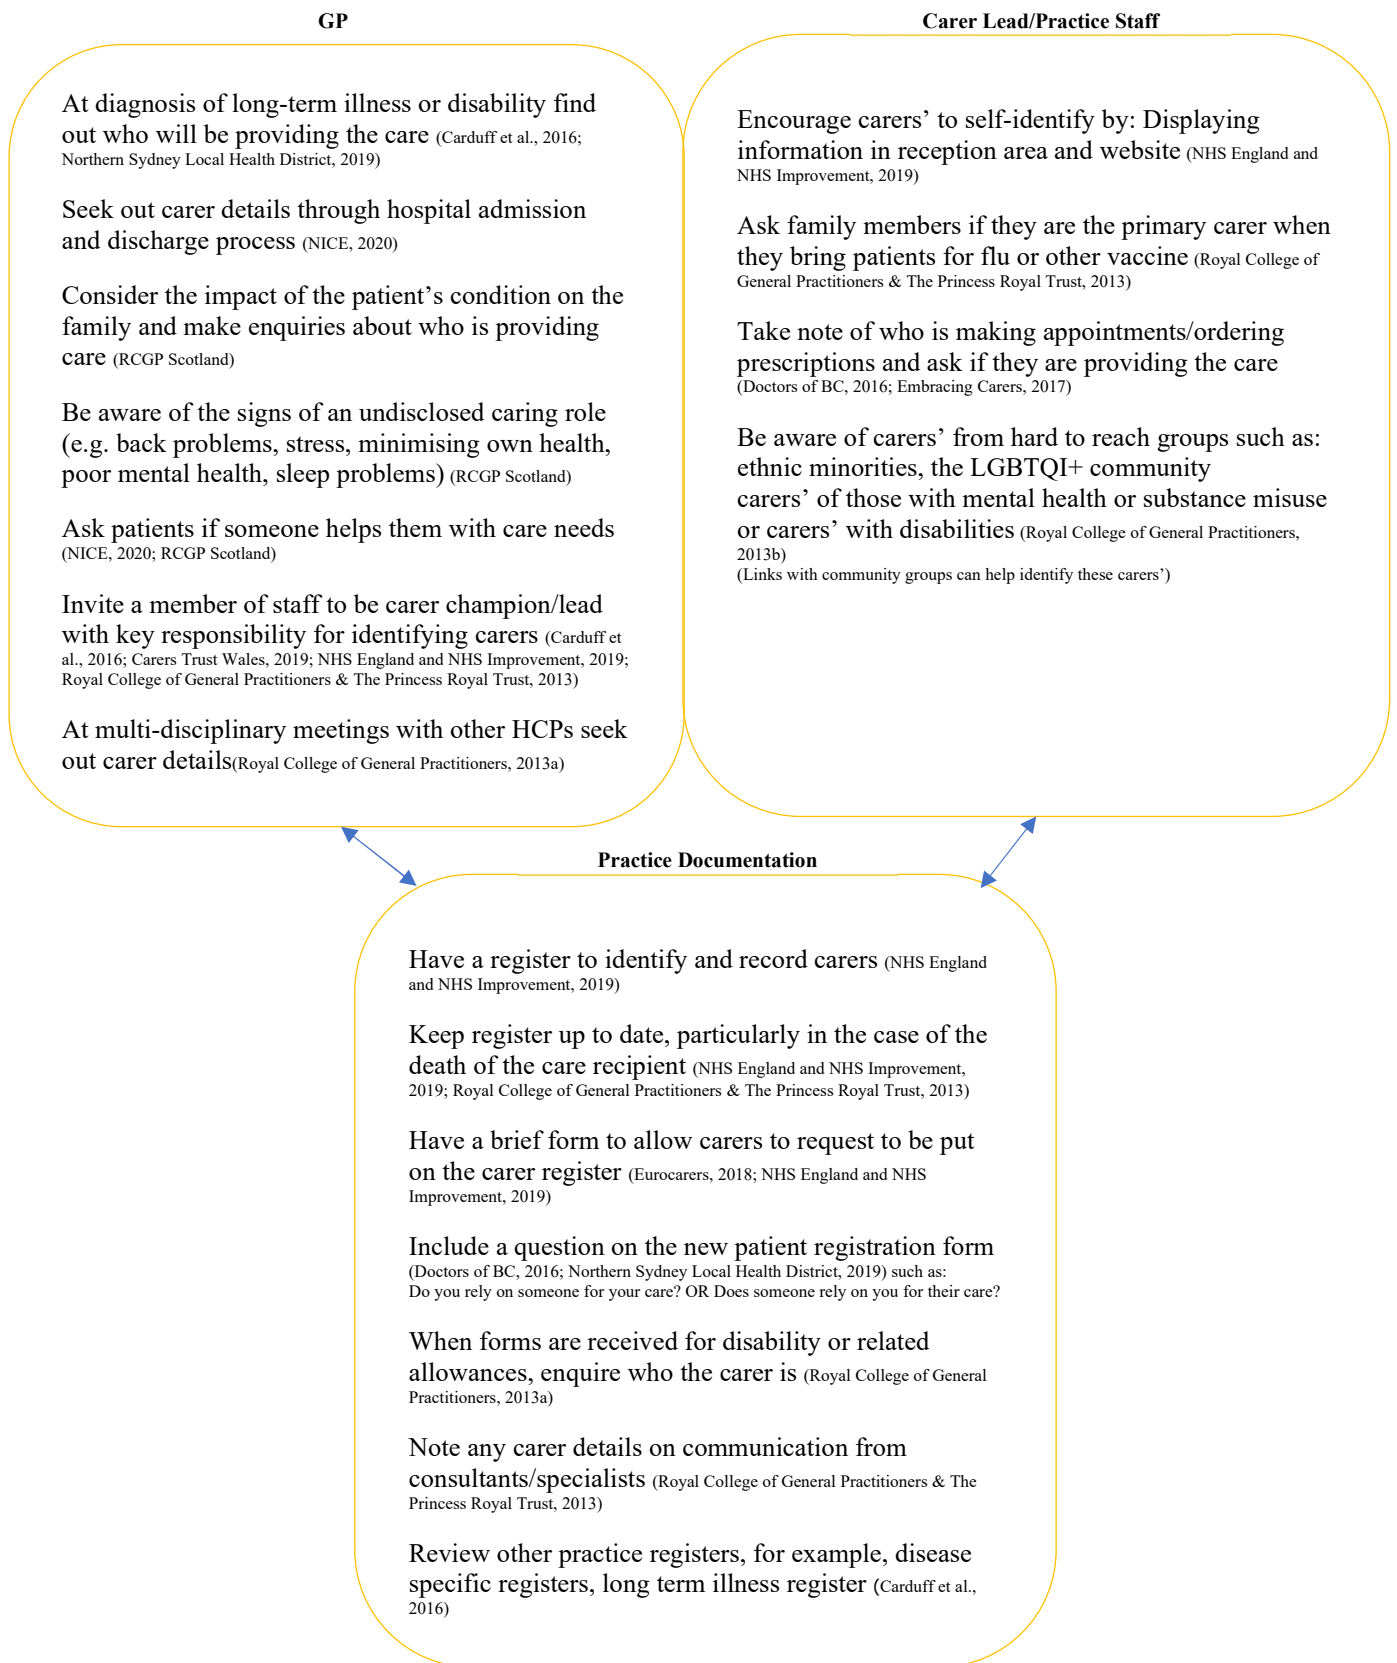 GP
At diagnosis of long-term illness or disability find
out who will be providing the care (Carduff et al., 2016;
Northern Sydney Local Health District, 2019)
Seek out carer details through hospital admission
and discharge process (NICE, 2020)
Consider the impact of the patient's condition on the
family and make enquiries about who is providing
care (RCGP Scotland)
Be aware of the signs of an undisclosed caring role
(e.g. back problems, stress, minimising own health,
poor mental health, sleep problems) (RCGP Scotland)
Ask patients if someone helps them with care needs
(NICE, 2020; RCGP Scotland)
Invite a member of staff to be carer champion/lead
with key responsibility for identifying carers (Carduff et
al., 2016; Carers Trust Wales, 2019; NHS England and NHS Improvement, 2019;
Royal College of General Practitioners & The Princess Royal Trust, 2013)
At multi-disciplinary meetings with other HCPs seek
out carer details(Royal College of General Practitioners, 2013a)
Carer Lead/Practice Staff
Encourage carers' to self-identify by: Displaying
information in reception area and website (NHS England and
NHS Improvement, 2019)
Ask family members if they are the primary carer when
they bring patients for flu or other vaccine (Royal College of
General Practitioners & The Princess Royal Trust, 2013)
Take note of who is making appointments/ordering
prescriptions and ask if they are providing the care
(Doctors of BC, 2016; Embracing Carers, 2017)
Be aware of carers' from hard to reach groups such as:
ethnic minorities, the LGBTQI+ community
carers' of those with mental health or substance misuse
or carers' with disabilities (Royal College of General Practitioners,
2013b)
(Links with community groups can help identify these carers')
Practice Documentation
Have a register to identify and record carers (NHS England
and NHS Improvement, 2019)
Keep register up to date, particularly in the case of the
death of the care recipient (NHS England and NHS Improvement,
2019; Royal College of General Practitioners & The Princess Royal Trust, 2013)
Have a brief form to allow carers to request to be put
on the carer register (Eurocarers, 2018; NHS England and NHS
Improvement, 2019)
Include a question on the new patient registration form
(Doctors of BC, 2016; Northern Sydney Local Health District, 2019) such as:
Do you rely on someone for your care? OR Does someone rely on you for their care?
When forms are received for disability or related
allowances, enquire who the carer is (Royal College of General
Practitioners, 2013a)
Note any carer details on communication from
consultants/specialists (Royal College of General Practitioners & The
Princess Royal Trust, 2013)
Review other practice registers, for example, disease
specific registers, long term illness register (Carduff et al.,
2016)